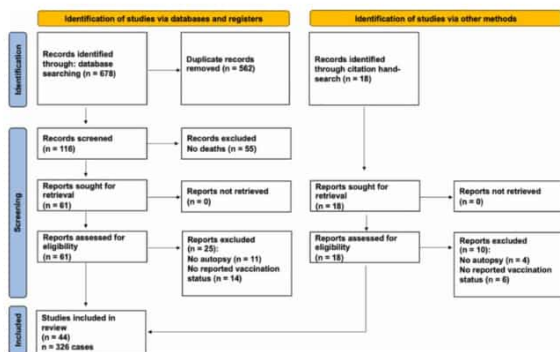 Identification of studies via databases and registers
Identification of studies via other methods
Identification
Records identified
through: database
searching (n = 678)
Duplicate records
removed (n = 562)
Records identified
through citation hand-
search (n = 18)
Screening
Records screened
(n = 116)
Records excluded
No deaths (n = 55)
Reports sought for
retrieval
(n = 61)
Reports not retrieved
(n = 0)
Reports sought for
retrieval
(n = 18)
Reports not retrieved
(n = 0)
Reports assessed for
eligibility
(n = 61)
Reports excluded
(n = 25):
No autopsy (n = 11)
No reported vaccination
status (n = 14)
Reports assessed for
eligibility
(n = 18)
Reports excluded
(n = 10):
No autopsy (n = 4)
No reported vaccination
status (n = 6)
Included
Studies included in
review
(n = 44)
n = 326 cases